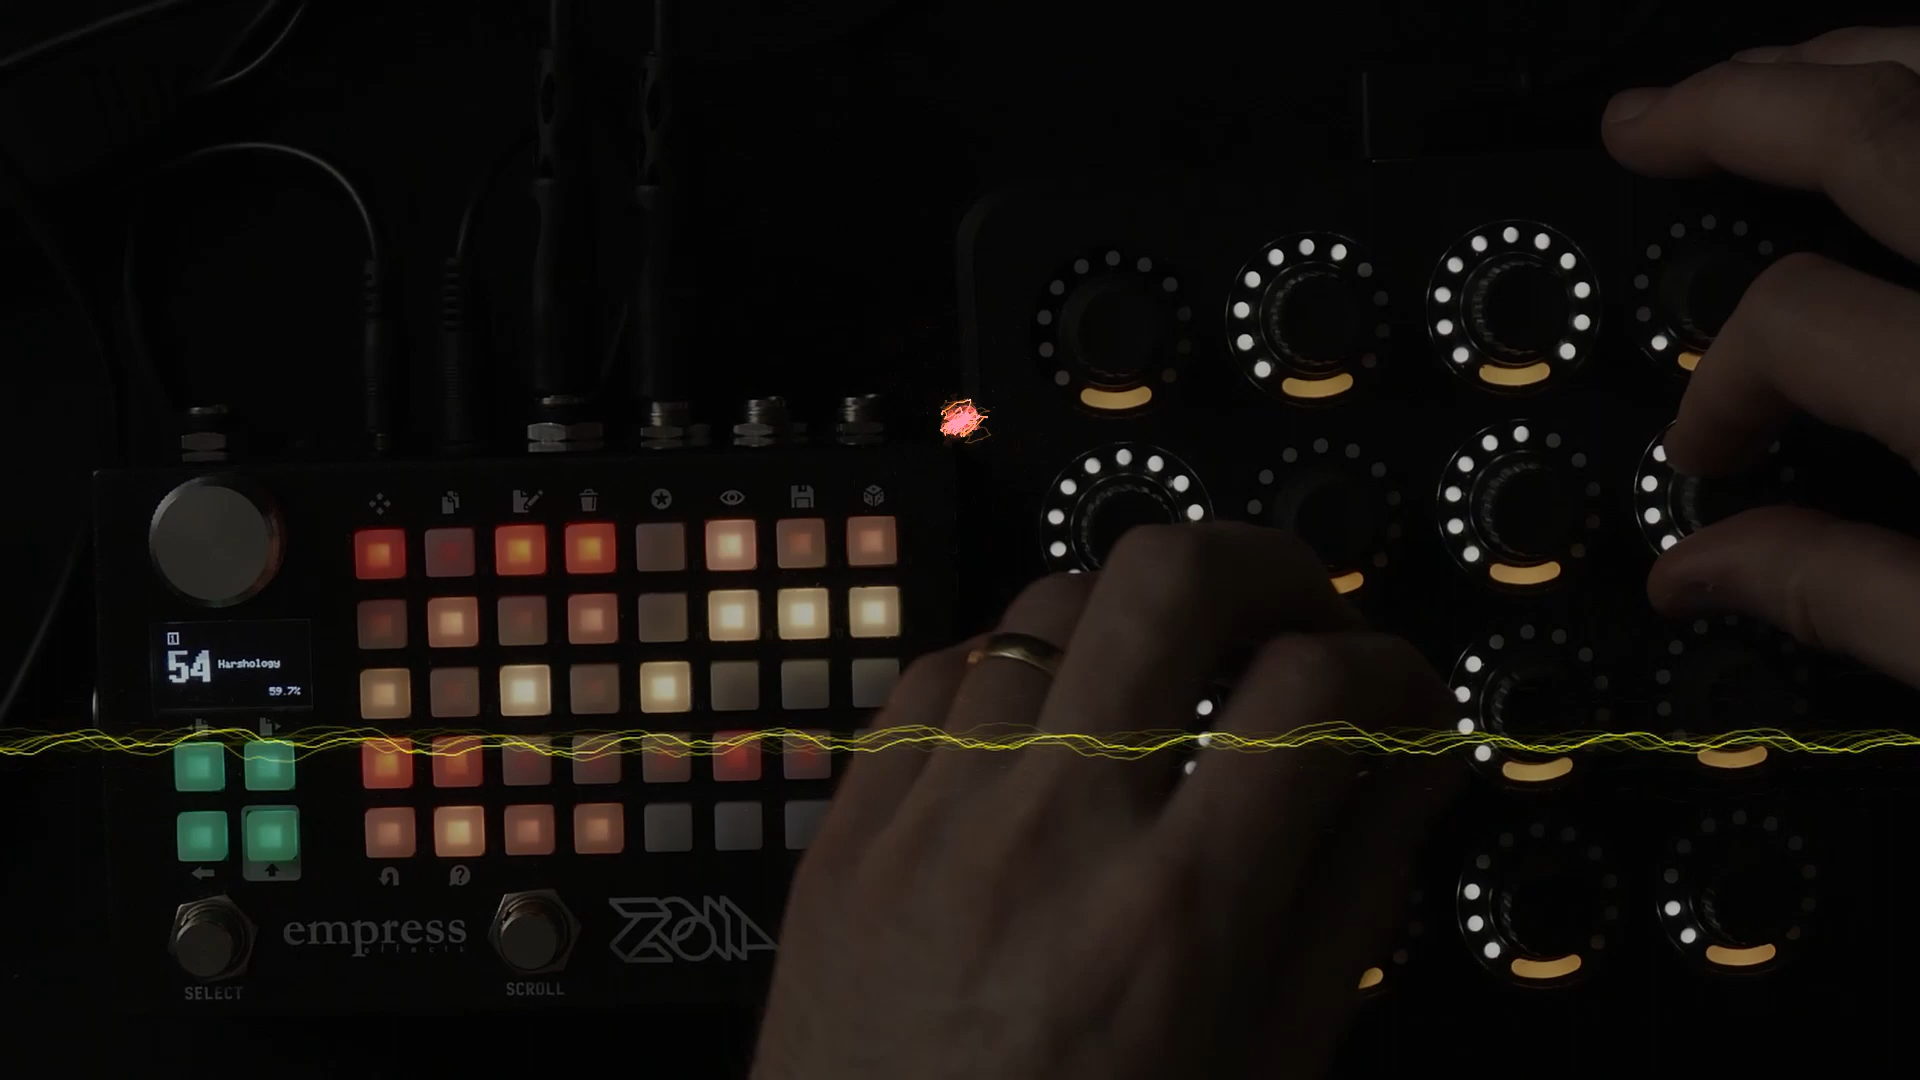 1
54 Harshology
59.7%
empress
effects
ZOIA
SELECT
SCROLL